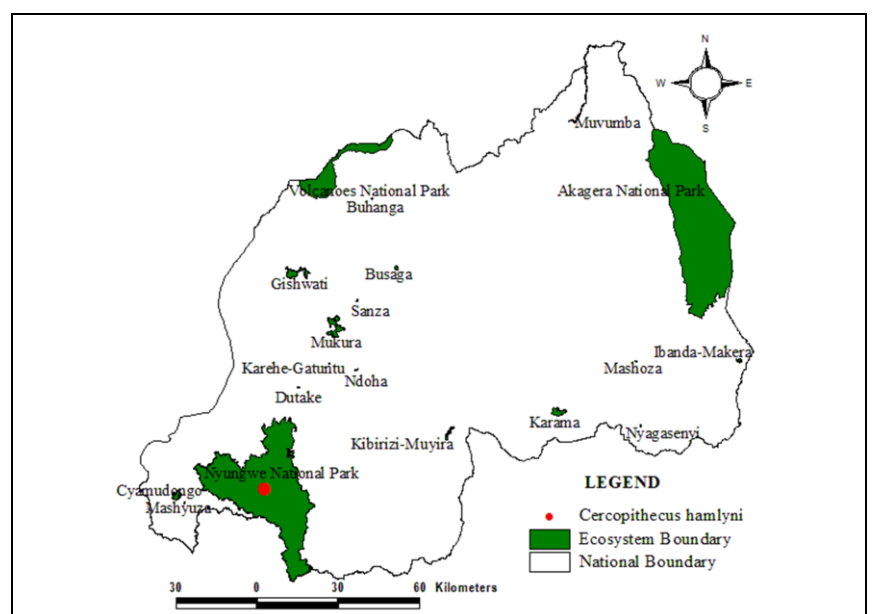 N
W E
S
Muvumba
Volcanoes National Park
Akagera National Park
Buhanga
Gishwati
Busaga
Sanza
Mukura
Ibanda-Makera
Karehe-Gaturitu
Mashoza
Ndoha
Dutake
Karama
Nyagasenyi
Kibirizi-Muyira
Nyungwe National Park
Cyamudongo
Mashyuza
LEGEND
Cercopithecus hamlyni
Ecosystem Boundary
National Boundary
30 0 30 60 Kilometers